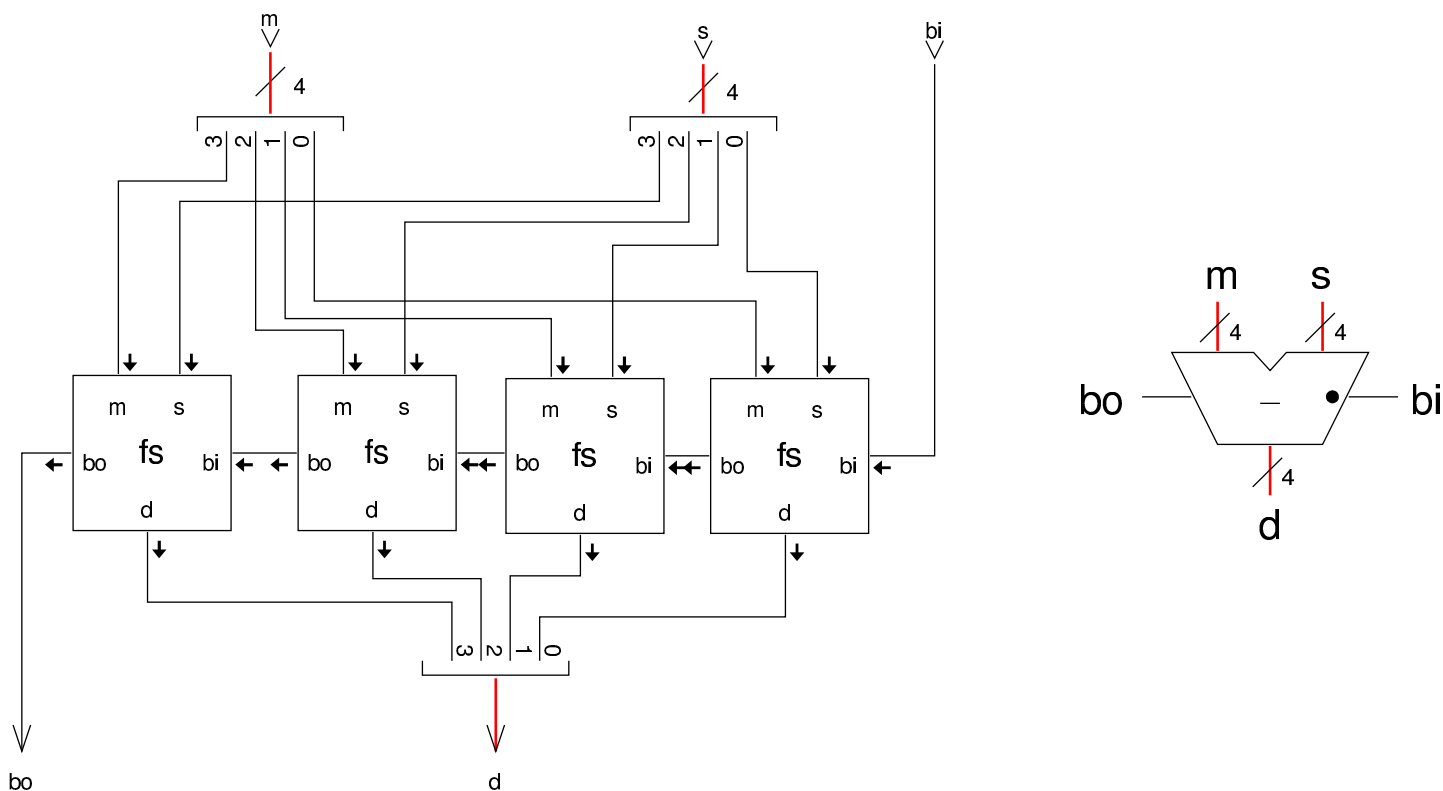 m s bi
4 4
3 2 1 0 3 2 1 0
m s m s m s m s
fs fs fs fs
bo bi bo bi bo bi bo bi
d d d d
3 2 1 0
bo d
m s
4 4
bo – bi
4
d